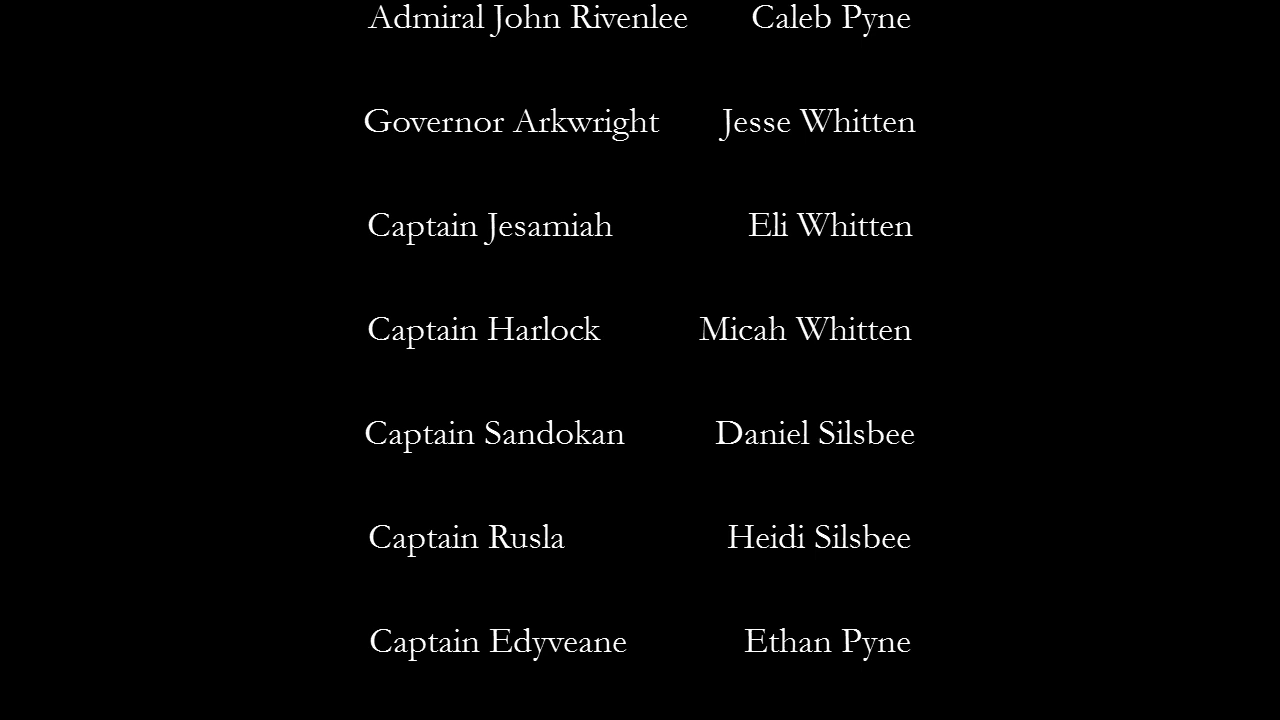 Admiral John Rivenlee Caleb Pyne
Governor Arkwright Jesse Whitten
Captain Jesamiah Eli Whitten
Captain Harlock Micah Whitten
Captain Sandokan Daniel Silsbee
Captain Rusla Heidi Silsbee
Captain Edyveane Ethan Pyne